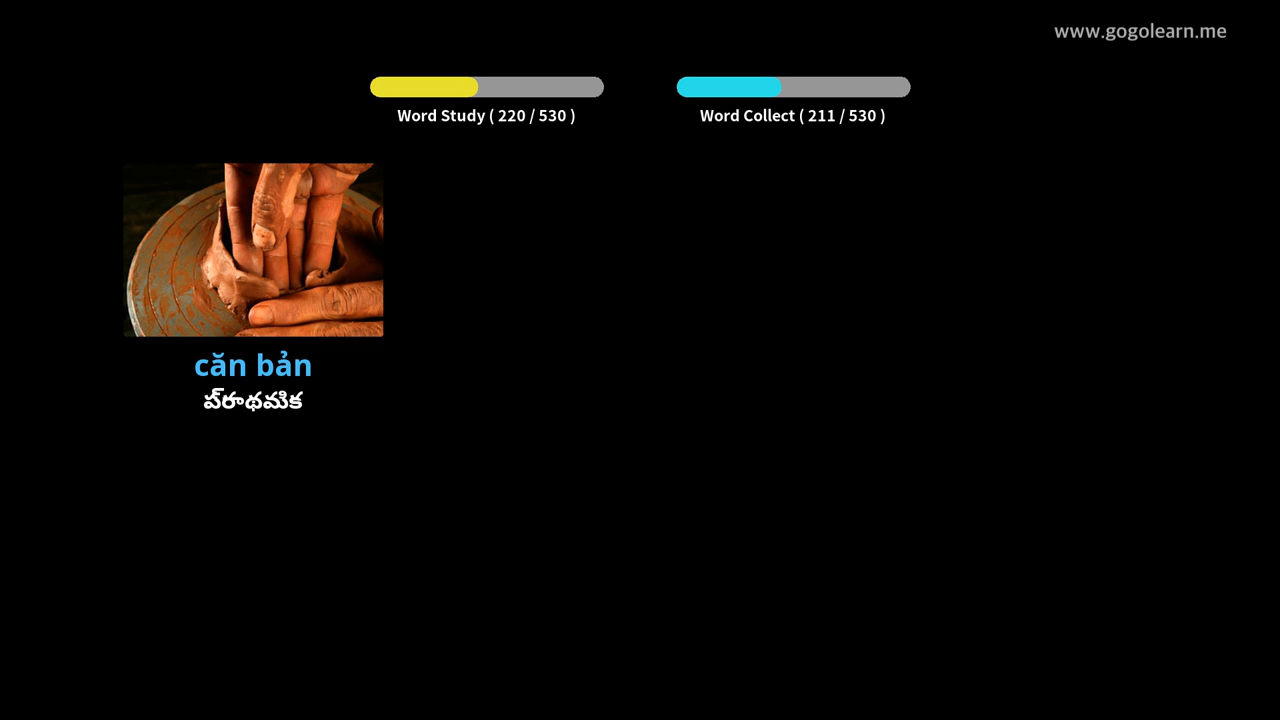 www.gogolearn.me
Word Study ( 220 / 530 )
Word Collect ( 211 / 530 )
căn bản
ప్రాథమిక